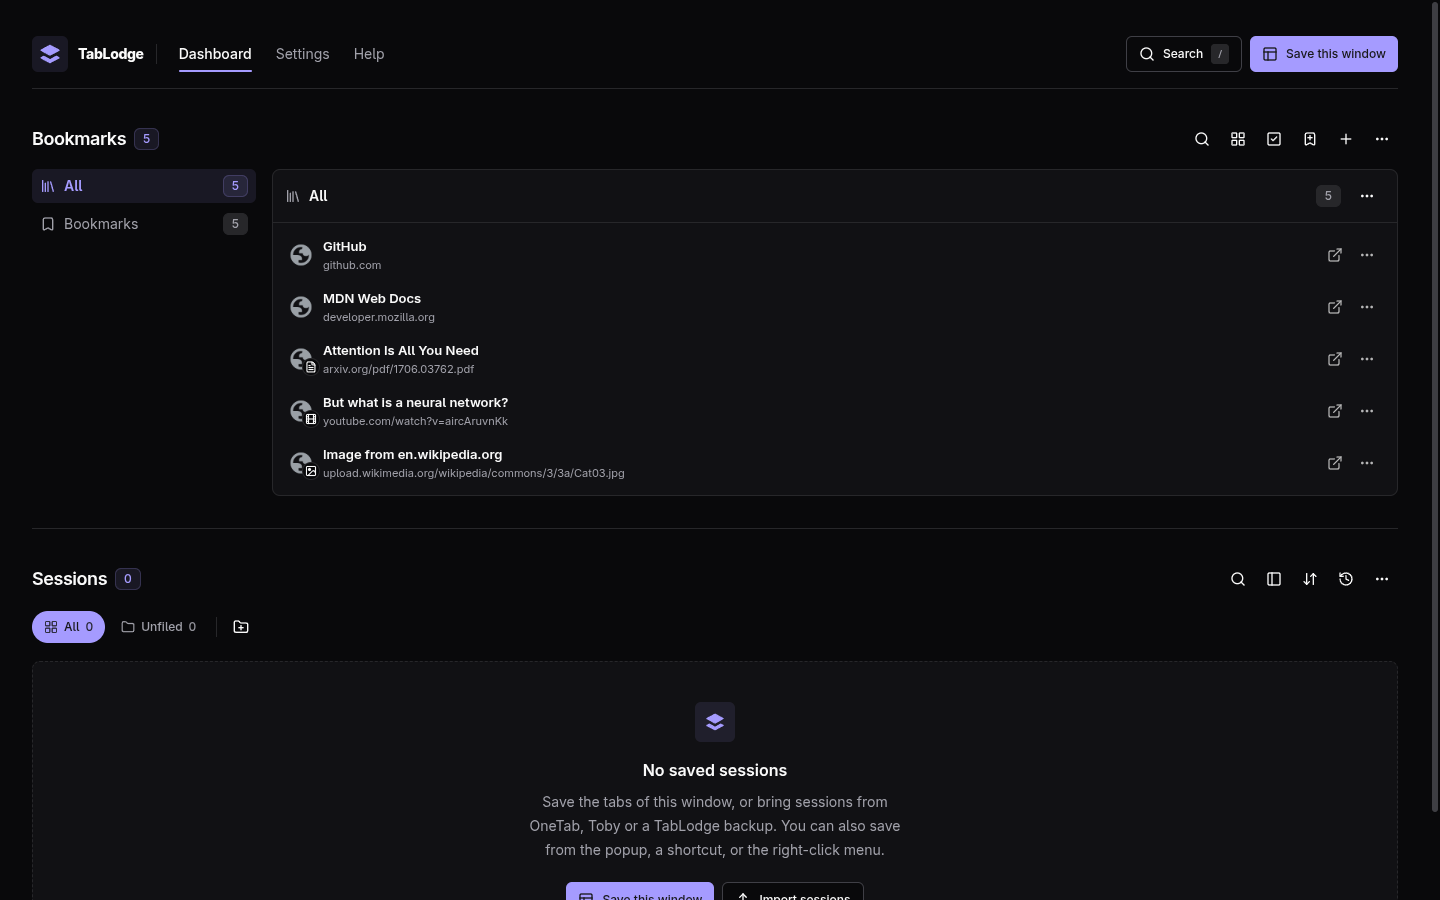 TabLodge
Dashboard
Settings
Help
Search /
Save this window
Bookmarks 5
All 5
Bookmarks 5
All 5
GitHub
github.com
MDN Web Docs
developer.mozilla.org
Attention Is All You Need
arxiv.org/pdf/1706.03762.pdf
But what is a neural network?
youtube.com/watch?v=aircAruvnKk
Image from en.wikipedia.org
upload.wikimedia.org/wikipedia/commons/3/3a/Cat03.jpg
Sessions 0
All 0
Unfiled 0
No saved sessions
Save the tabs of this window, or bring sessions from
OneTab, Toby or a TabLodge backup. You can also save
from the popup, a shortcut, or the right-click menu.
Save this window
Import sessions